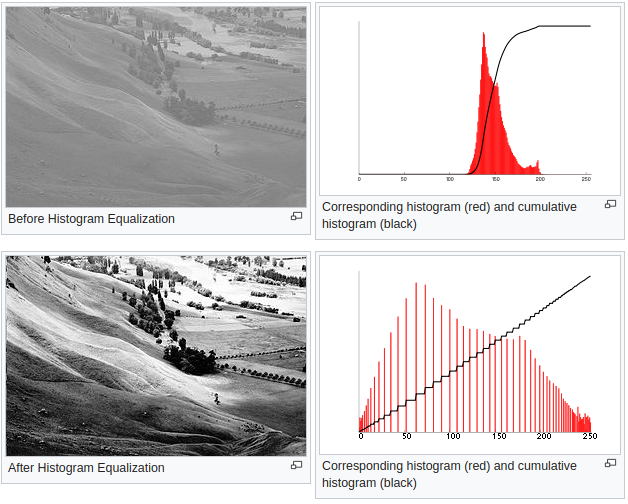 0 50 100 150 200 255
Before Histogram Equalization
Corresponding histogram (red) and cumulative
histogram (black)
0 50 100 150 200 250
After Histogram Equalization
Corresponding histogram (red) and cumulative
histogram (black)